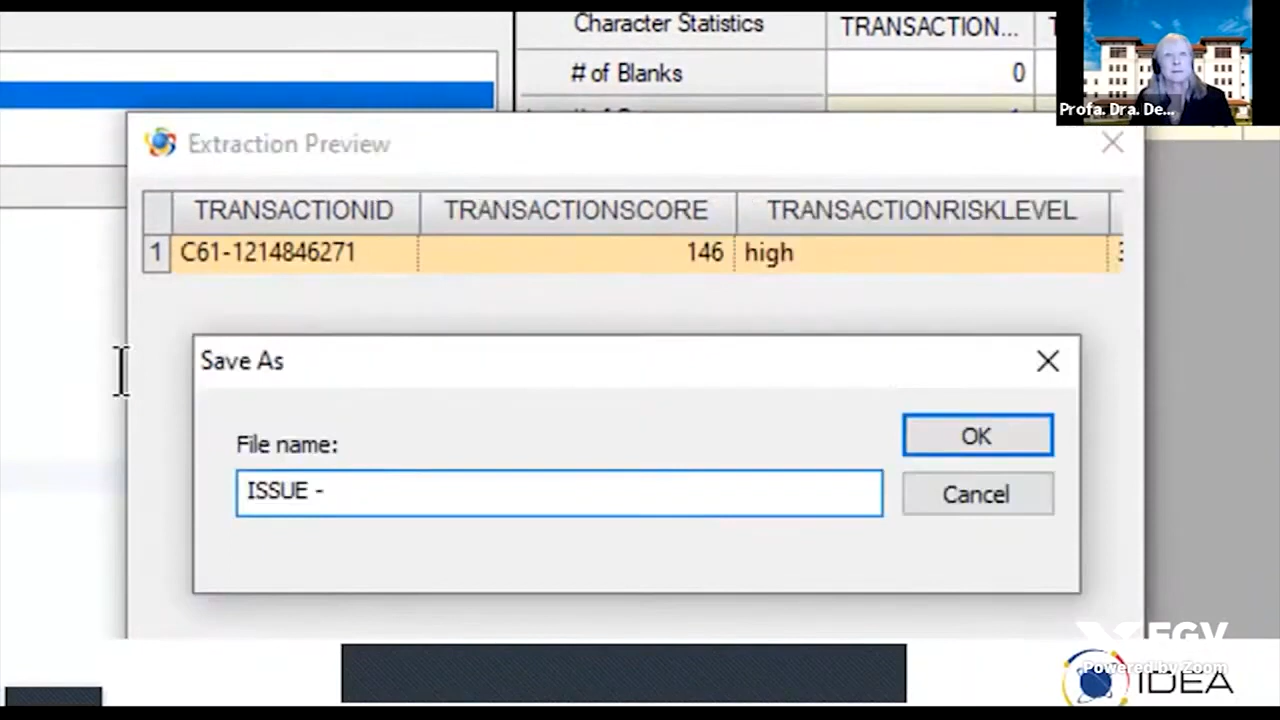 Character Statistics
TRANSACTION...
# of Blanks
0
Profa. Dra. De...
Extraction Preview
TRANSACTIONID
TRANSACTIONSCORE
TRANSACTIONRISKLEVEL
1
C61-1214846271
146
high
Save As
File name:
OK
ISSUE -
Cancel
FGV
Powered by Zoom
IDEA